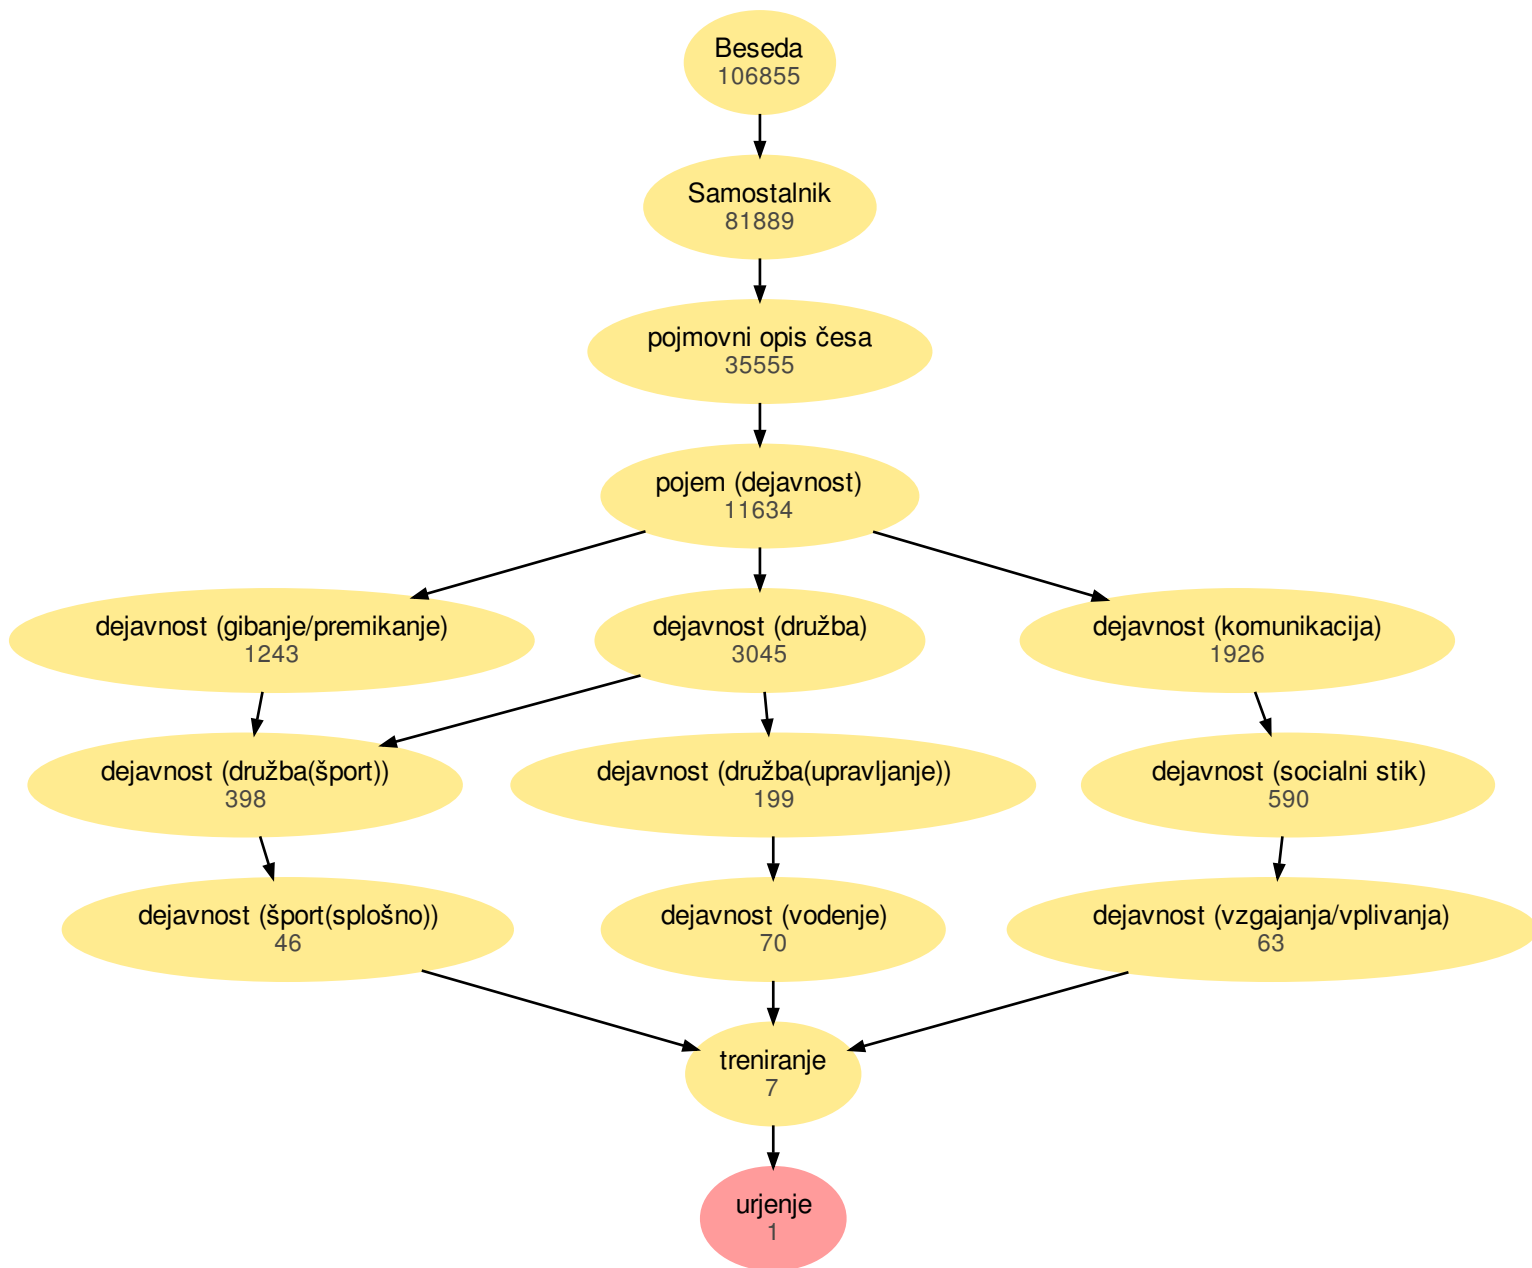 Beseda
106855
Samostalnik
81889
pojmovni opis česa
35555
pojem (dejavnost)
11634
dejavnost (gibanje/premikanje)
1243
dejavnost (družba)
3045
dejavnost (komunikacija)
1926
dejavnost (družba(šport))
398
dejavnost (družba(upravljanje))
199
dejavnost (socialni stik)
590
dejavnost (šport(splošno))
46
dejavnost (vodenje)
70
dejavnost (vzgajanja/vplivanja)
63
treniranje
7
urjenje
1